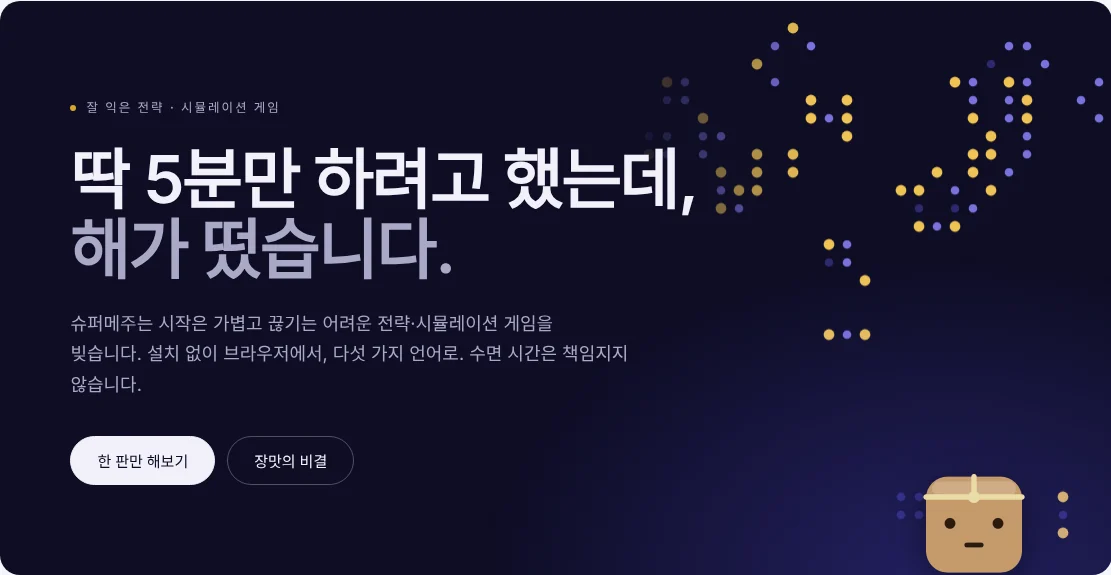 잘 익은 전략 · 시뮬레이션 게임
딱 5분만 하려고 했는데,
해가 떴습니다.
슈퍼메주는 시작은 가볍고 끊기는 어려운 전략·시뮬레이션 게임을
빚습니다. 설치 없이 브라우저에서, 다섯 가지 언어로. 수면 시간은 책임지지
않습니다.
한 판만 해보기
장맛의 비결